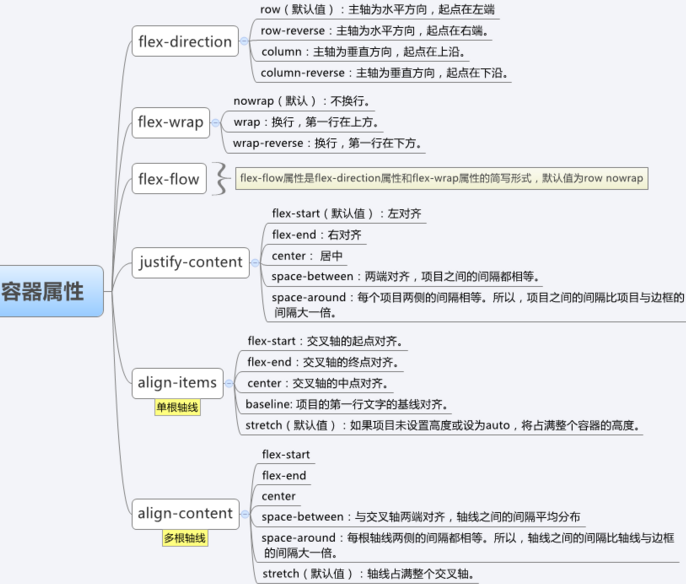 容器属性
flex-direction
row（默认值）：主轴为水平方向，起点在左端
row-reverse：主轴为水平方向，起点在右端。
column：主轴为垂直方向，起点在上沿。
column-reverse：主轴为垂直方向，起点在下沿。
flex-wrap
nowrap（默认）：不换行。
wrap：换行，第一行在上方。
wrap-reverse：换行，第一行在下方。
flex-flow
flex-flow属性是flex-direction属性和flex-wrap属性的简写形式，默认值为row nowrap
justify-content
flex-start（默认值）：左对齐
flex-end：右对齐
center： 居中
space-between：两端对齐，项目之间的间隔都相等。
space-around：每个项目两侧的间隔相等。所以，项目之间的间隔比项目与边框的
间隔大一倍。
align-items
单根轴线
flex-start：交叉轴的起点对齐。
flex-end：交叉轴的终点对齐。
center：交叉轴的中点对齐。
baseline: 项目的第一行文字的基线对齐。
stretch（默认值）：如果项目未设置高度或设为auto，将占满整个容器的高度。
align-content
多根轴线
flex-start
flex-end
center
space-between：与交叉轴两端对齐，轴线之间的间隔平均分布
space-around：每根轴线两侧的间隔都相等。所以，轴线之间的间隔比轴线与边框
的间隔大一倍。
stretch（默认值）：轴线占满整个交叉轴。